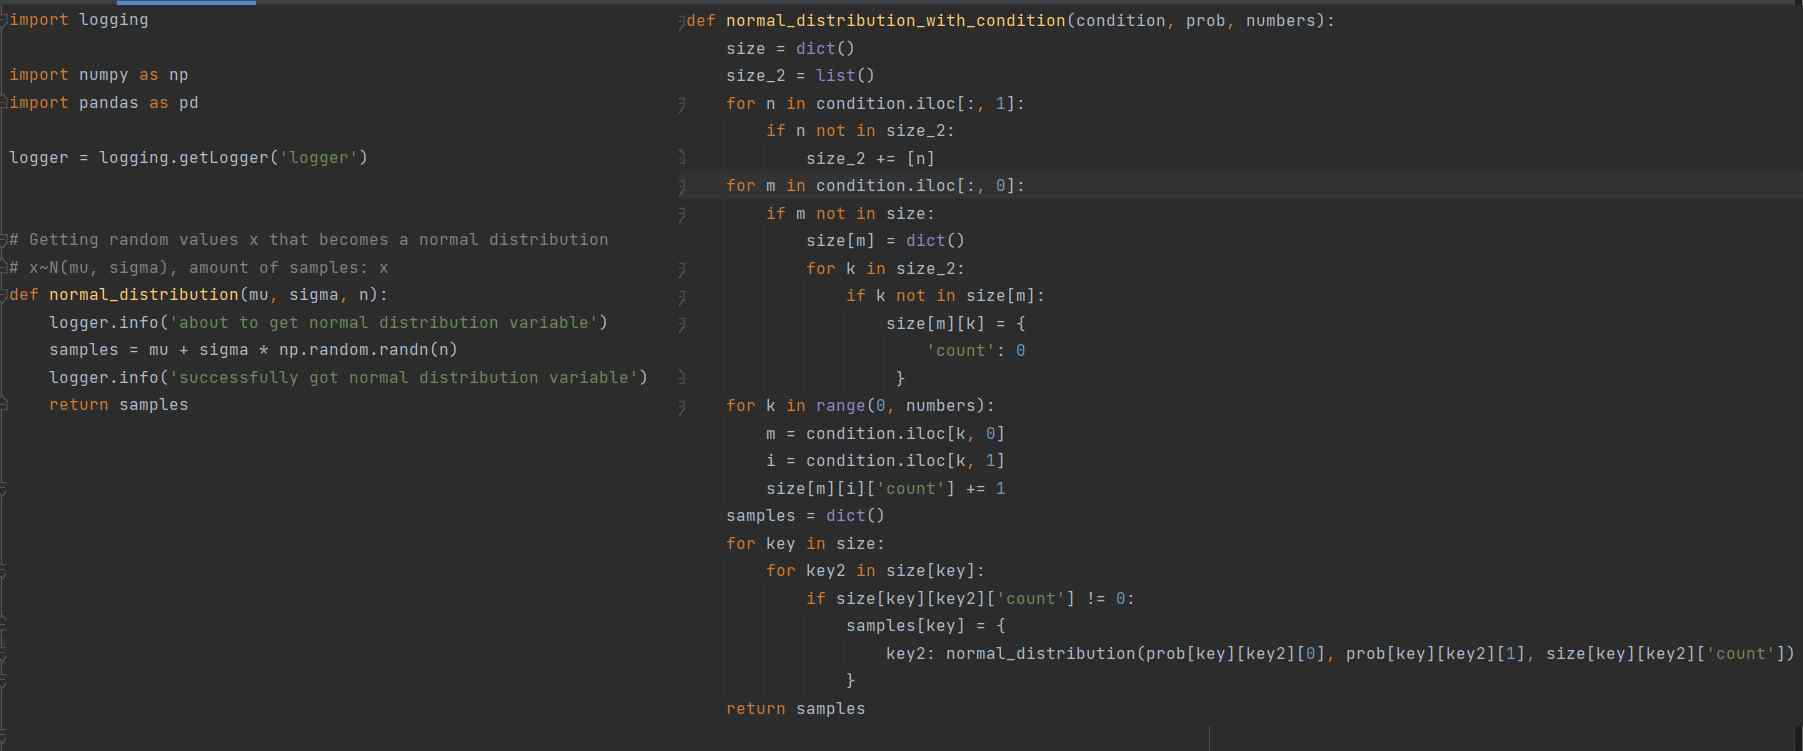 import logging
import numpy as np
import pandas as pd
logger = logging.getLogger('logger')
# Getting random values x that becomes a normal distribution
# x~N(mu, sigma), amount of samples: x
def normal_distribution(mu, sigma, n):
    logger.info('about to get normal distribution variable')
    samples = mu + sigma * np.random.randn(n)
    logger.info('successfully got normal distribution variable')
    return samples
def normal_distribution_with_condition(condition, prob, numbers):
    size = dict()
    size_2 = list()
    for n in condition.iloc[:, 1]:
        if n not in size_2:
            size_2 += [n]
    for m in condition.iloc[:, 0]:
        if m not in size:
            size[m] = dict()
            for k in size_2:
                if k not in size[m]:
                    size[m][k] = {
                        'count': 0
                     }
    for k in range(0, numbers):
        m = condition.iloc[k, 0]
        i = condition.iloc[k, 1]
        size[m][i]['count'] += 1
    samples = dict()
    for key in size:
        for key2 in size[key]:
            if size[key][key2]['count'] != 0:
                samples[key] = {
                    key2: normal_distribution(prob[key][key2][0], prob[key][key2][1], size[key][key2]['count'])
                }
    return samples